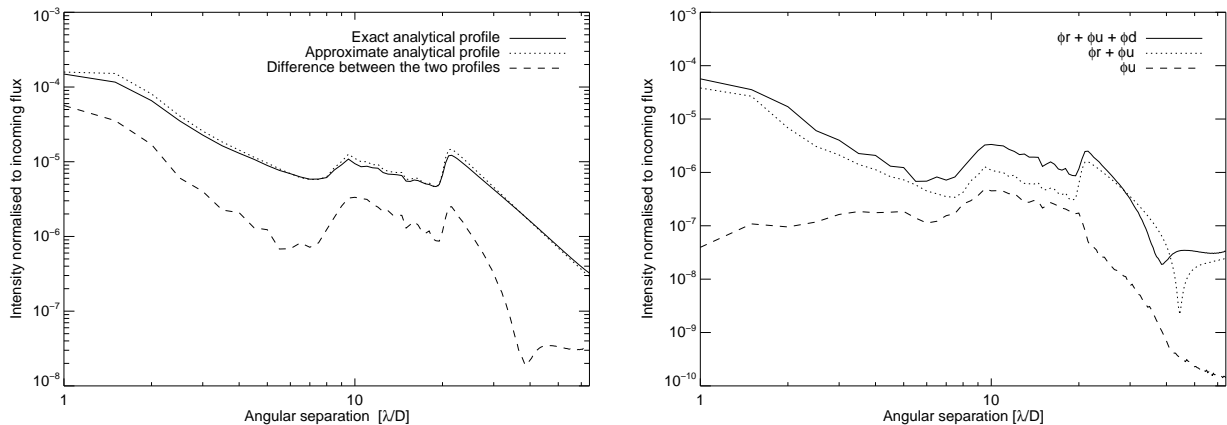 10⁻³
10⁻⁴
10⁻⁵
10⁻⁶
10⁻⁷
10⁻⁸
Intensity normalised to incoming flux
Exact analytical profile
Approximate analytical profile
Difference between the two profiles
1
10
Angular separation [λ/D]
10⁻³
10⁻⁴
10⁻⁵
10⁻⁶
10⁻⁷
10⁻⁸
10⁻⁹
10⁻¹⁰
Intensity normalised to incoming flux
ϕr + ϕu + ϕd
ϕr + ϕu
ϕu
1
10
Angular separation [λ/D]